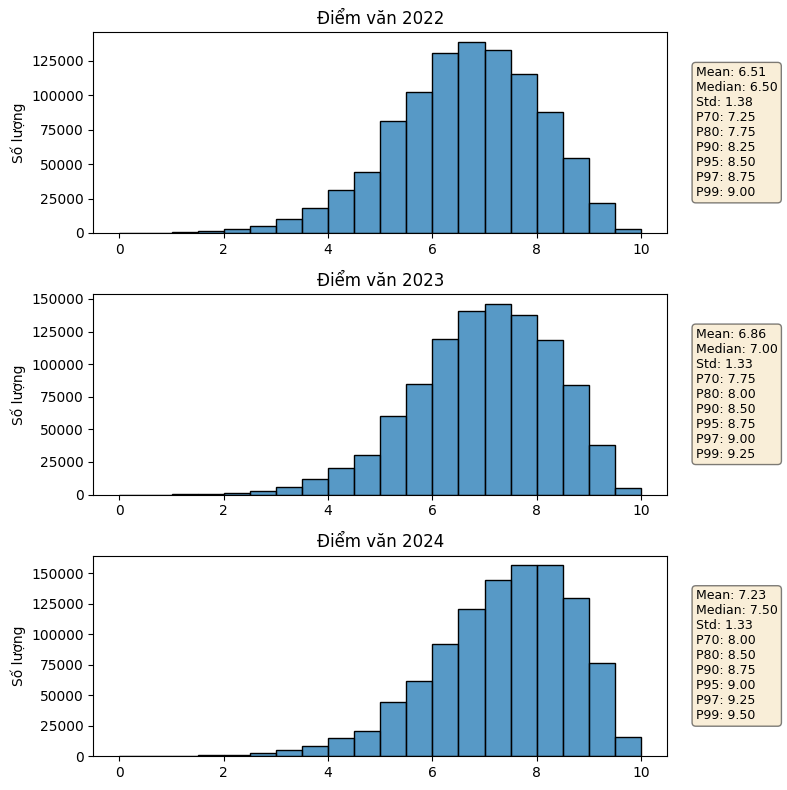 Điểm văn 2022
Số lượng
125000
100000
75000
50000
25000
0
0 2 4 6 8 10
Mean: 6.51
Median: 6.50
Std: 1.38
P70: 7.25
P80: 7.75
P90: 8.25
P95: 8.50
P97: 8.75
P99: 9.00
Điểm văn 2023
Số lượng
150000
125000
100000
75000
50000
25000
0
0 2 4 6 8 10
Mean: 6.86
Median: 7.00
Std: 1.33
P70: 7.75
P80: 8.00
P90: 8.50
P95: 8.75
P97: 9.00
P99: 9.25
Điểm văn 2024
Số lượng
150000
125000
100000
75000
50000
25000
0
0 2 4 6 8 10
Mean: 7.23
Median: 7.50
Std: 1.33
P70: 8.00
P80: 8.50
P90: 8.75
P95: 9.00
P97: 9.25
P99: 9.50